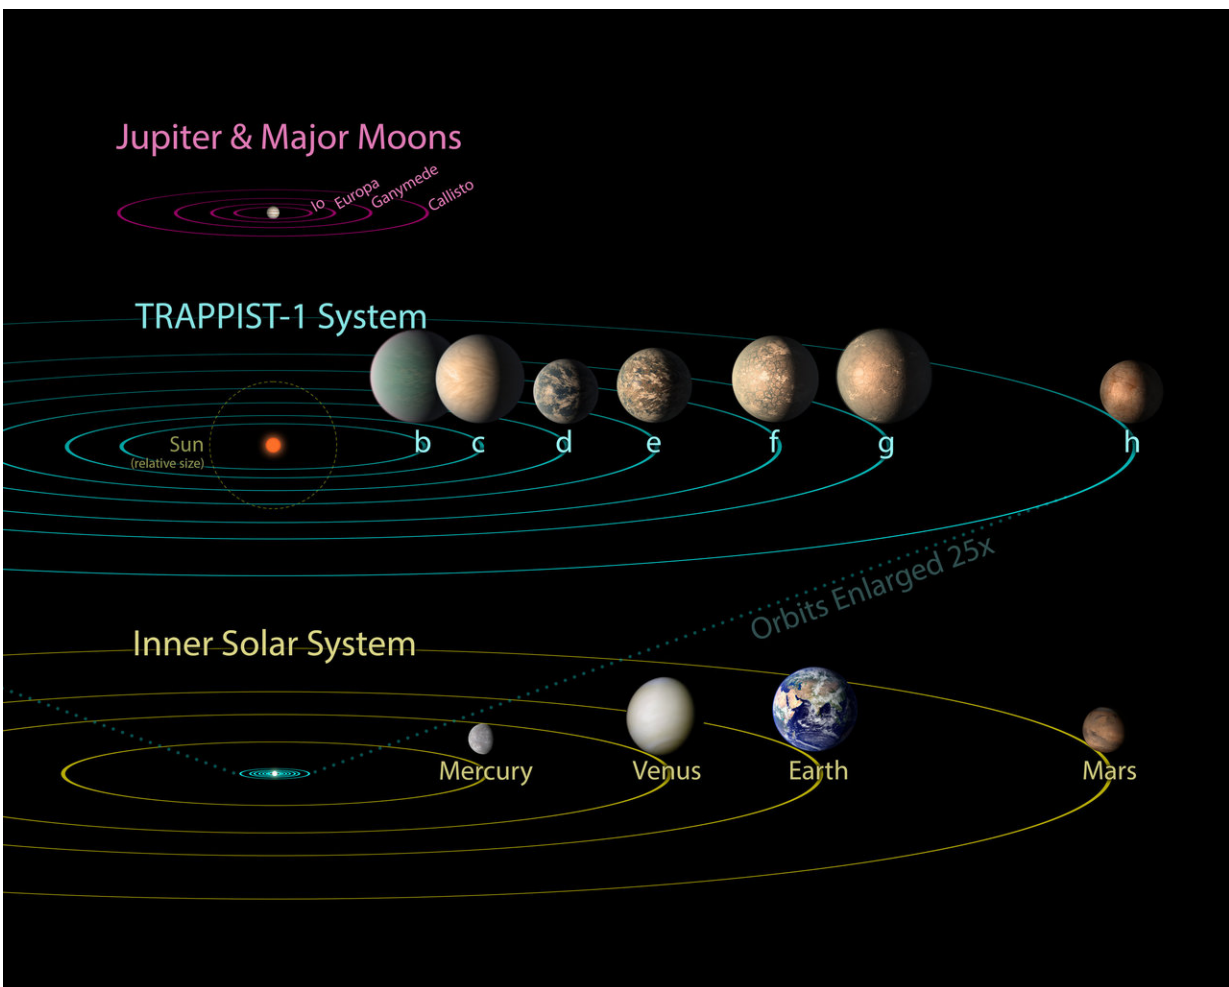 Jupiter & Major Moons
Io
Europa
Ganymede
Callisto
TRAPPIST-1 System
Sun
(relative size)
b
c
d
e
f
g
h
Orbits Enlarged 25x
Inner Solar System
Mercury
Venus
Earth
Mars